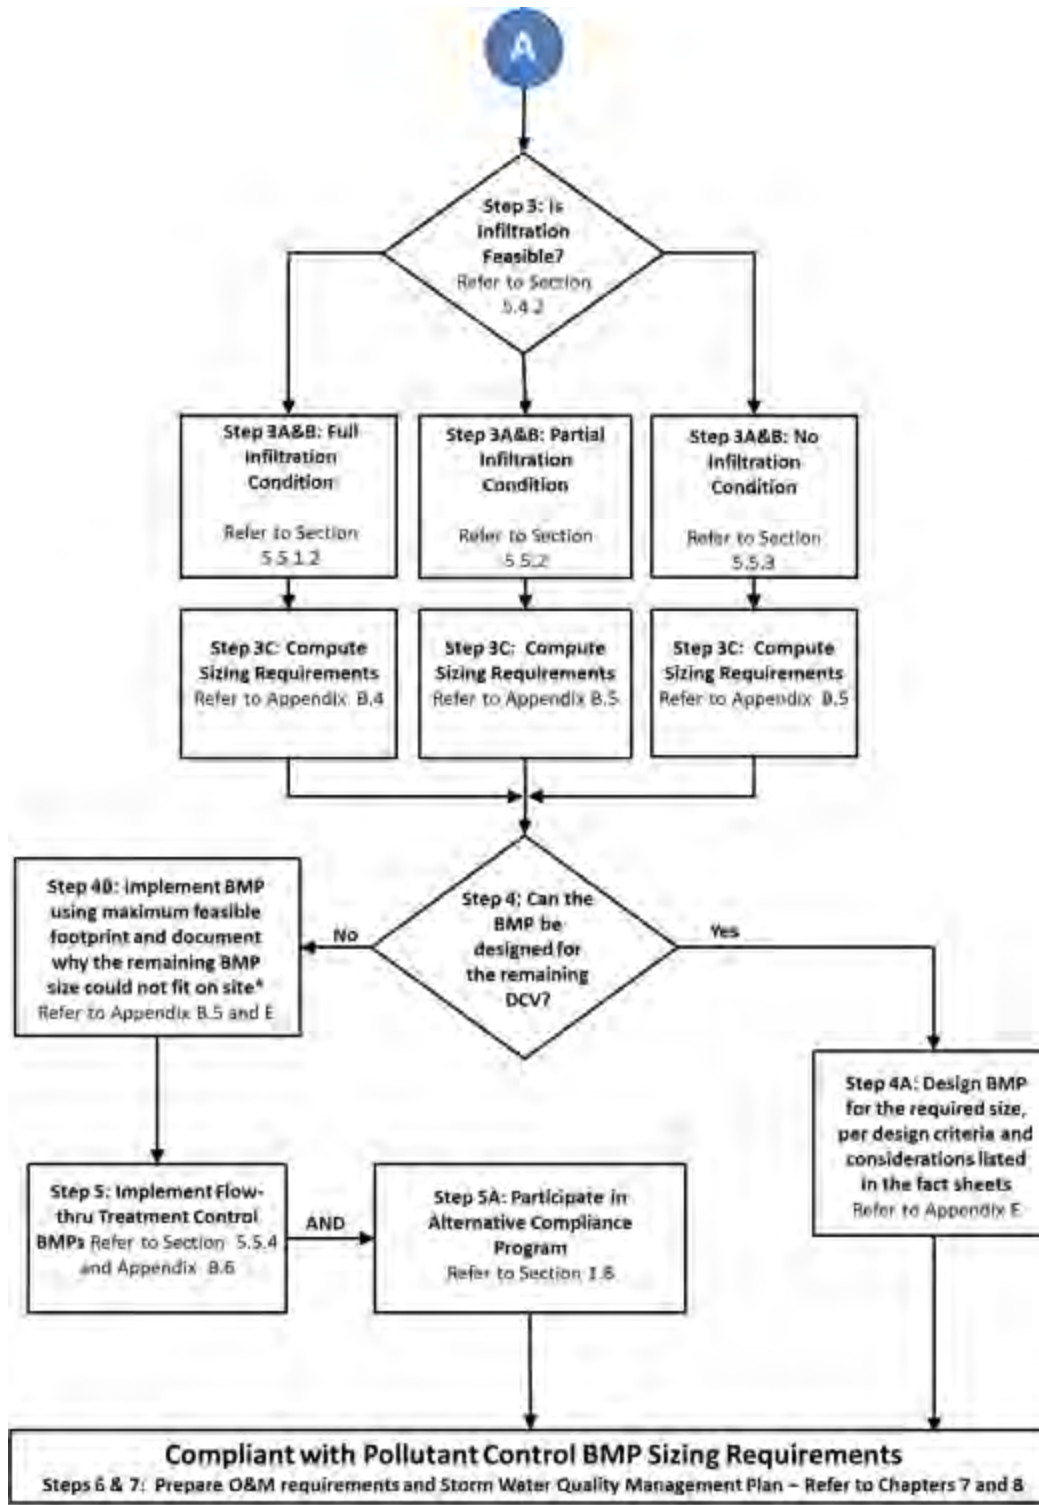 A
Step 3: Is
Infiltration
Feasible?
Refer to Section
5.4.2
Step 3A&B: Full
Infiltration
Condition
Refer to Section
5.5.1.2
Step 3A&B: Partial
Infiltration
Condition
Refer to Section
5.5.2
Step 3A&B: No
Infiltration
Condition
Refer to Section
5.5.3
Step 3C: Compute
Sizing Requirements
Refer to Appendix B.4
Step 3C: Compute
Sizing Requirements
Refer to Appendix B.5
Step 3C: Compute
Sizing Requirements
Refer to Appendix B.5
Step 4: Can the
BMP be
designed for
the remaining
DCV?
No
Yes
Step 4B: Implement BMP
using maximum feasible
footprint and document
why the remaining BMP
size could not fit on site*
Refer to Appendix B.5 and E
Step 4A: Design BMP
for the required size,
per design criteria and
considerations listed
in the fact sheets
Refer to Appendix E
Step 5: Implement Flow-
thru Treatment Control
BMPs Refer to Section 5.5.4
and Appendix B.6
AND
Step 5A: Participate in
Alternative Compliance
Program
Refer to Section 1.8
Compliant with Pollutant Control BMP Sizing Requirements
Steps 6 & 7: Prepare O&M requirements and Storm Water Quality Management Plan – Refer to Chapters 7 and 8